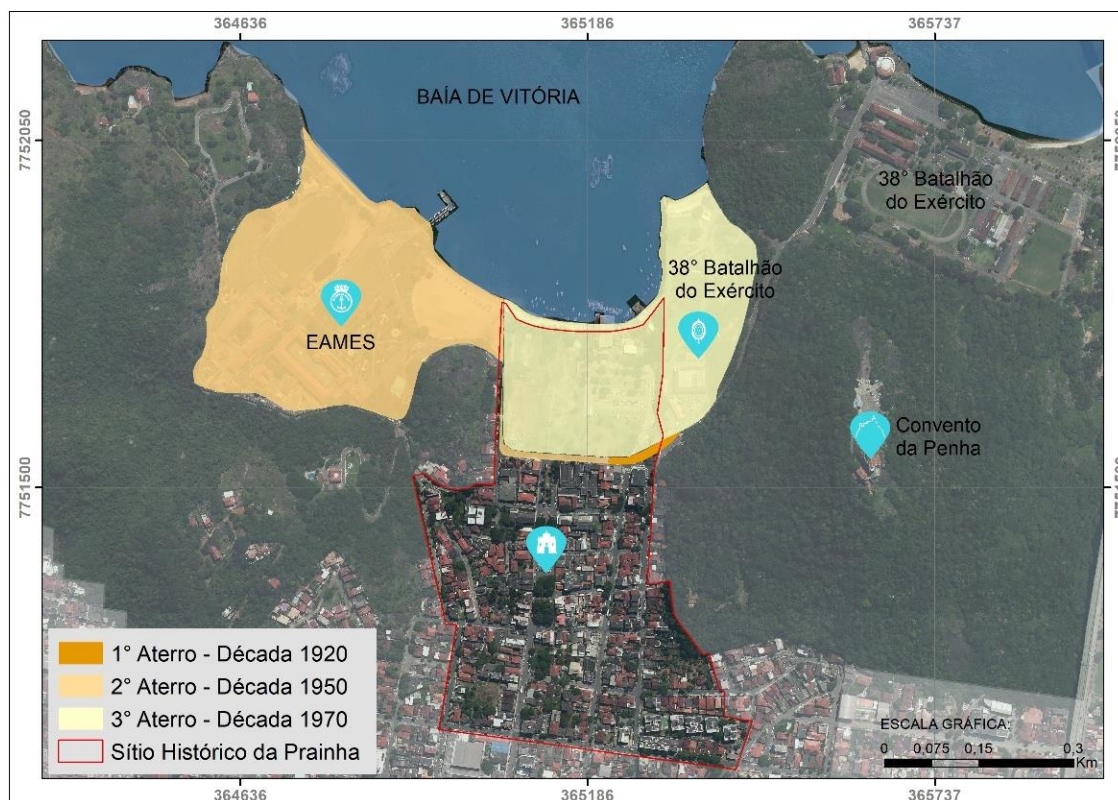 364636
365186
365737
BAÍA DE VITÓRIA
7752050
7752050
38° Batalhão
do Exército
38° Batalhão
do Exército
EAMES
Convento
da Penha
7751500
7751500
1° Aterro - Década 1920
2° Aterro - Década 1950
3° Aterro - Década 1970
Sítio Histórico da Prainha
ESCALA GRÁFICA:
0 0,075 0,15 0,3
Km
364636
365186
365737